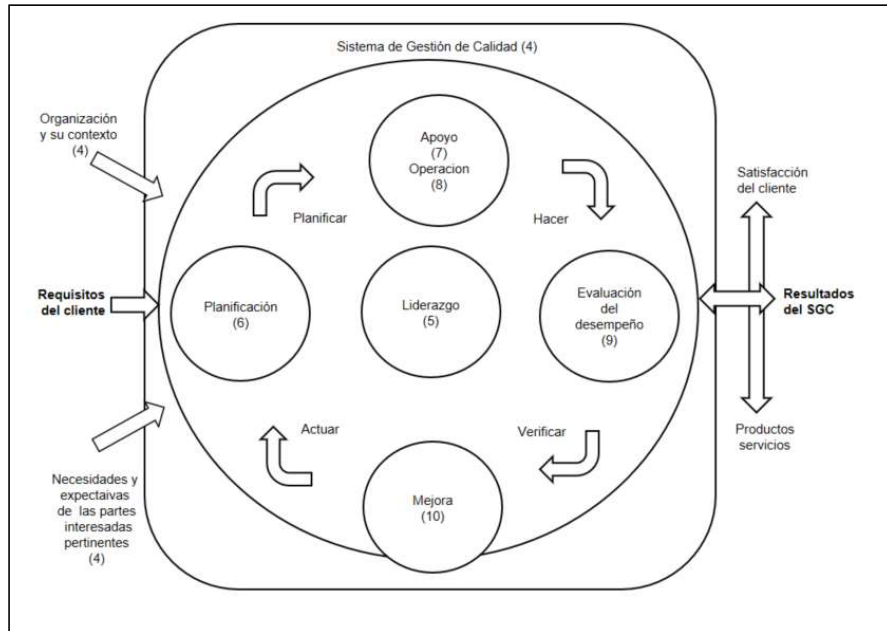 Sistema de Gestión de Calidad (4)
Organización
y su contexto
(4)
Apoyo
(7)
Operacion
(8)
Satisfacción
del cliente
Planificar
Hacer
Requisitos
del cliente
Planificación
(6)
Liderazgo
(5)
Evaluación
del
desempeño
(9)
Resultados
del SGC
Actuar
Verificar
Productos
servicios
Necesidades y
expectaivas
de las partes
interesadas
pertinentes
(4)
Mejora
(10)